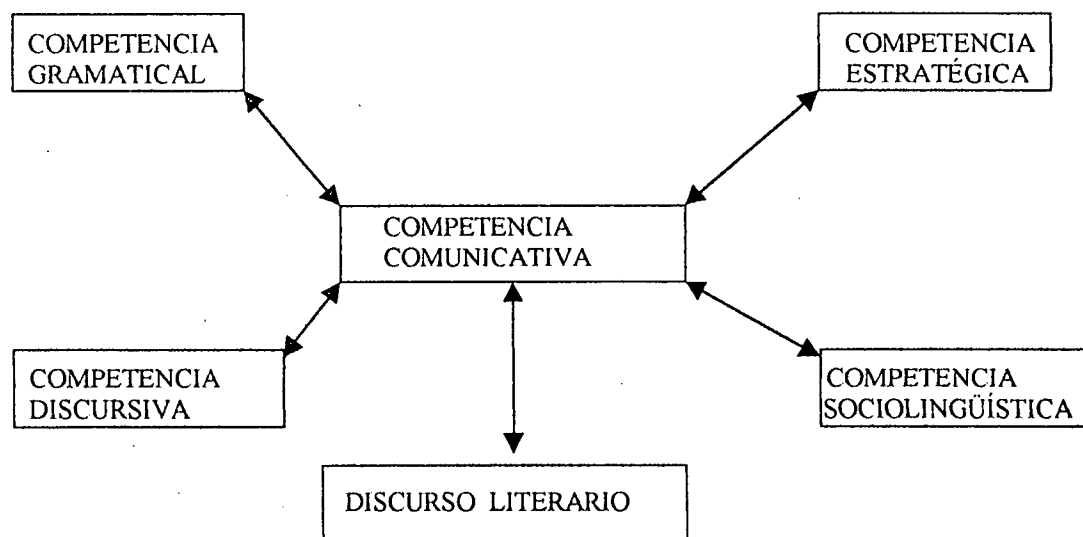 COMPETENCIA
GRAMATICAL
COMPETENCIA
ESTRATÉGICA
COMPETENCIA
COMUNICATIVA
COMPETENCIA
DISCURSIVA
COMPETENCIA
SOCIOLINGÜÍSTICA
DISCURSO LITERARIO